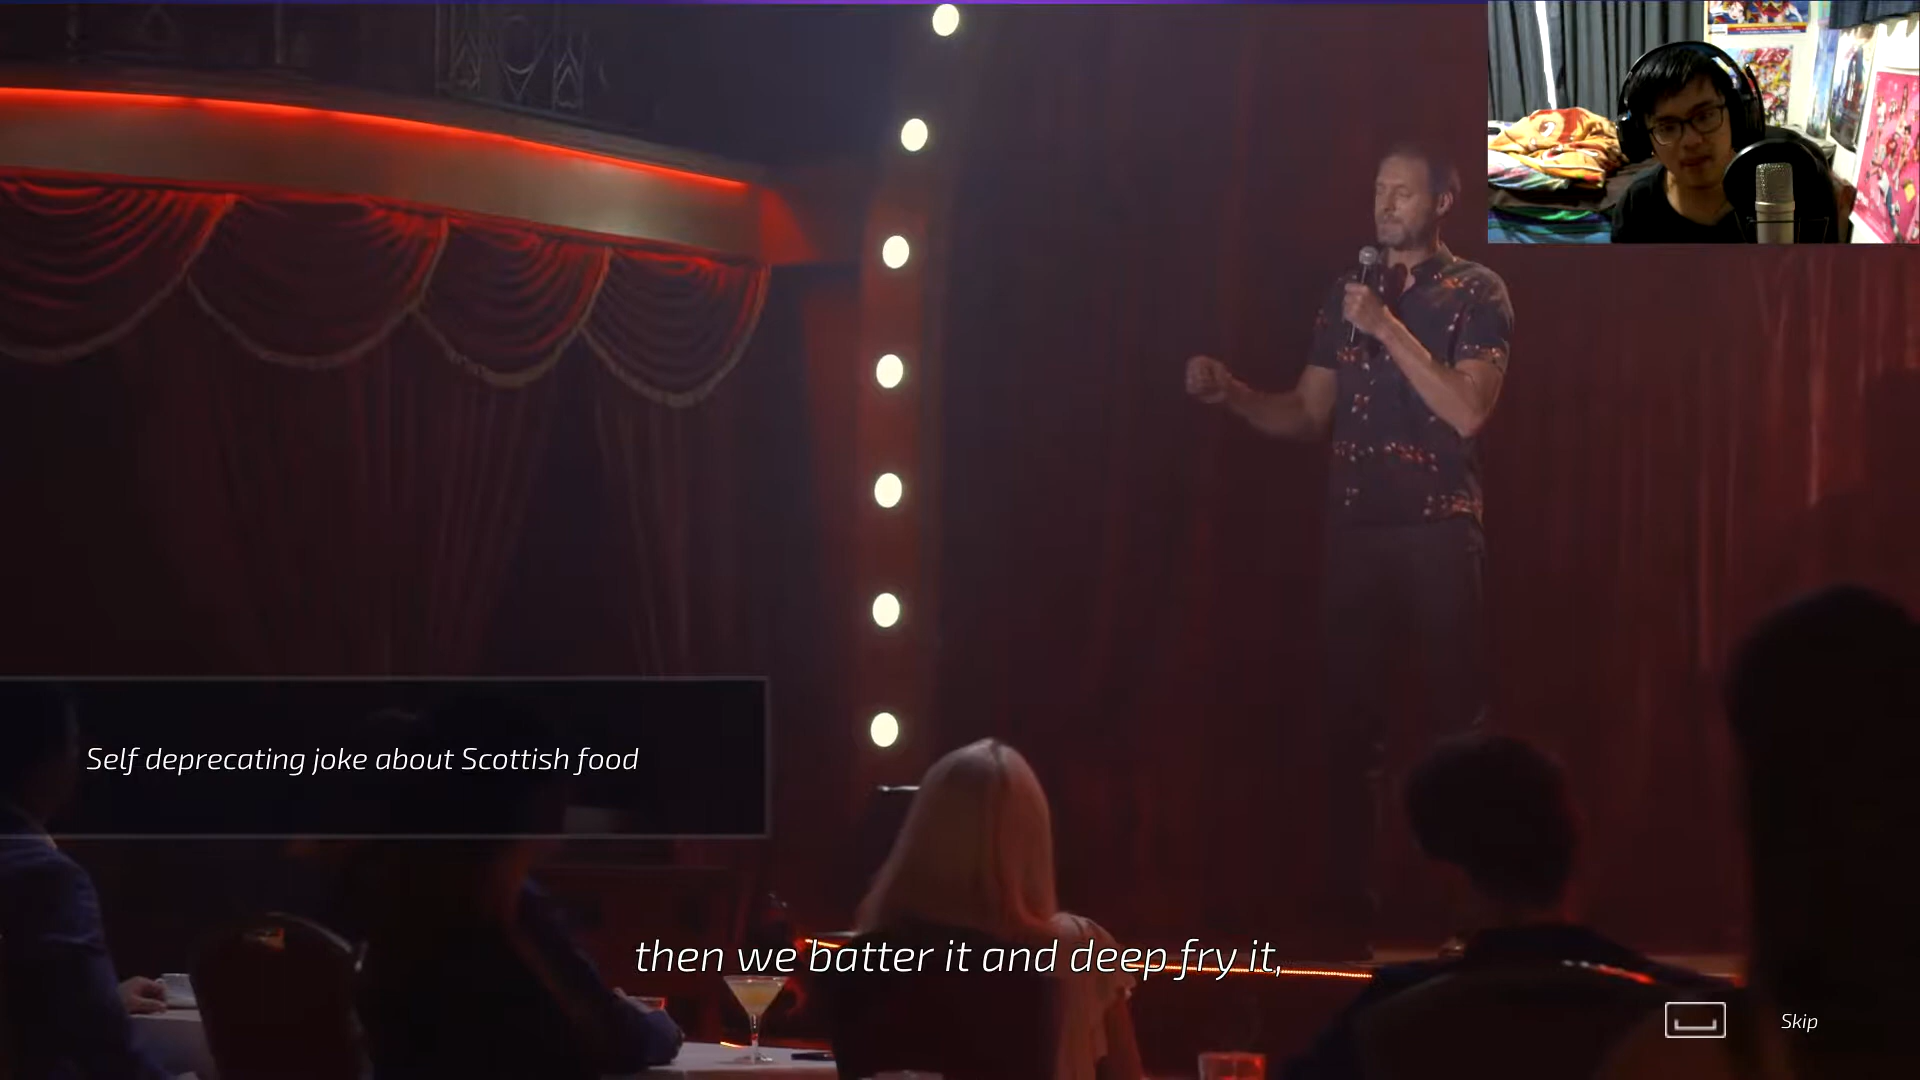 Self deprecating joke about Scottish food
then we batter it and deep fry it,
Skip